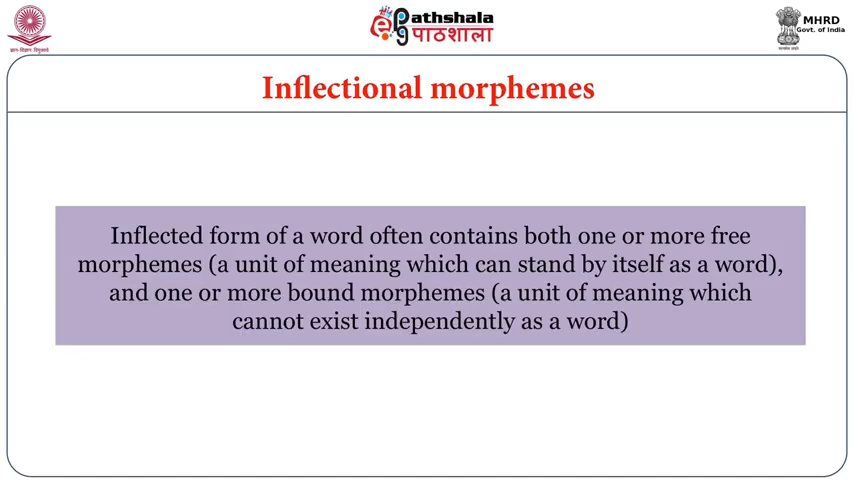 ज्ञान-विज्ञान विमुक्तये
ePathshala
पाठशाला
MHRD
Govt. of India
Inflectional morphemes
Inflected form of a word often contains both one or more free
morphemes (a unit of meaning which can stand by itself as a word),
and one or more bound morphemes (a unit of meaning which
cannot exist independently as a word)